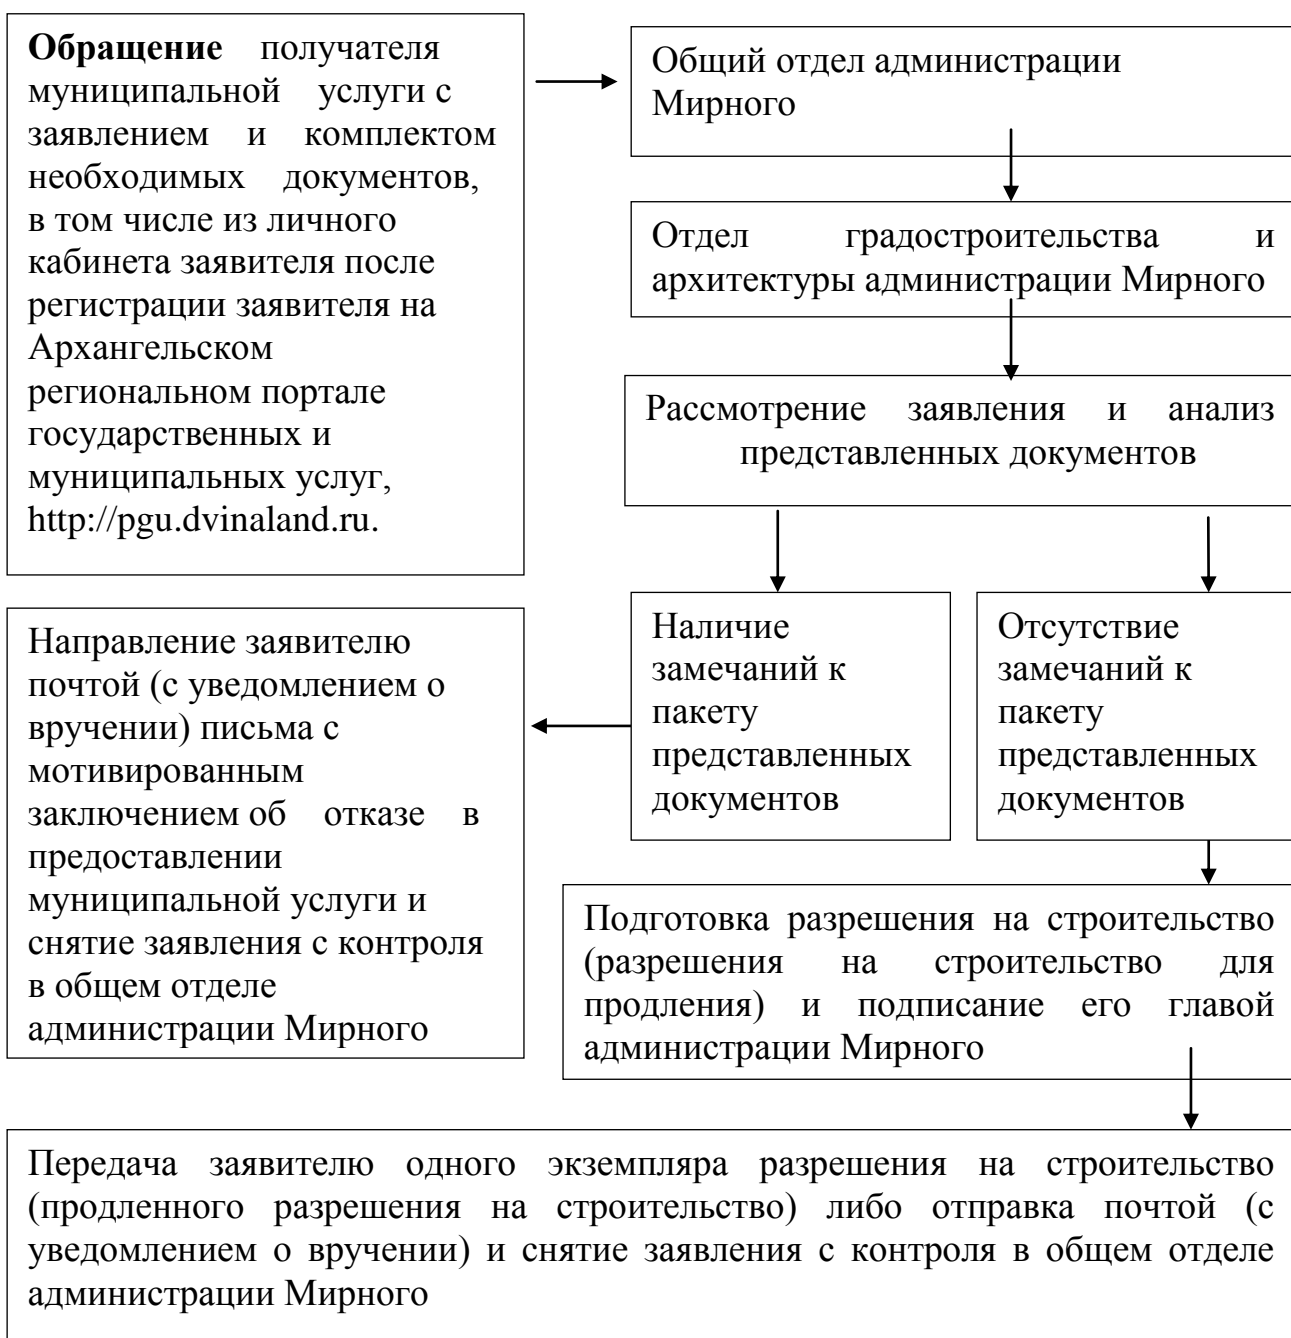 Обращение получателя
муниципальной услуги с
заявлением и комплектом
необходимых документов,
в том числе из личного
кабинета заявителя после
регистрации заявителя на
Архангельском
региональном портале
государственных и
муниципальных услуг,
http://pgu.dvinaland.ru.
Общий отдел администрации
Мирного
Отдел градостроительства и
архитектуры администрации Мирного
Рассмотрение заявления и анализ
представленных документов
Наличие
замечаний к
пакету
представленных
документов
Отсутствие
замечаний к
пакету
представленных
документов
Направление заявителю
почтой (с уведомлением о
вручении) письма с
мотивированным
заключением об отказе в
предоставлении
муниципальной услуги и
снятие заявления с контроля
в общем отделе
администрации Мирного
Подготовка разрешения на строительство
(разрешения на строительство для
продления) и подписание его главой
администрации Мирного
Передача заявителю одного экземпляра разрешения на строительство
(продленного разрешения на строительство) либо отправка почтой (с
уведомлением о вручении) и снятие заявления с контроля в общем отделе
администрации Мирного